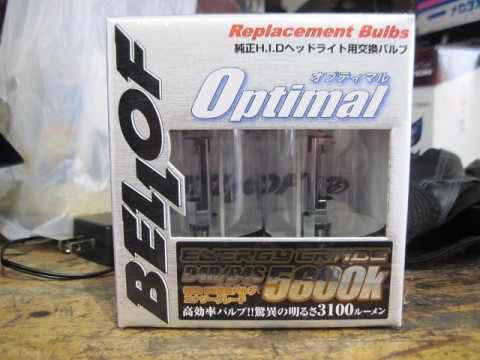 Replacement Bulbs
純正H.I.Dヘッドライト用交換バルブ
オプティマル
Optimal
BELLOF
BELLOF
ENERGY GRADE
D4R/D4S
5800k
高効率バルブ!!驚異の明るさ3100ルーメン